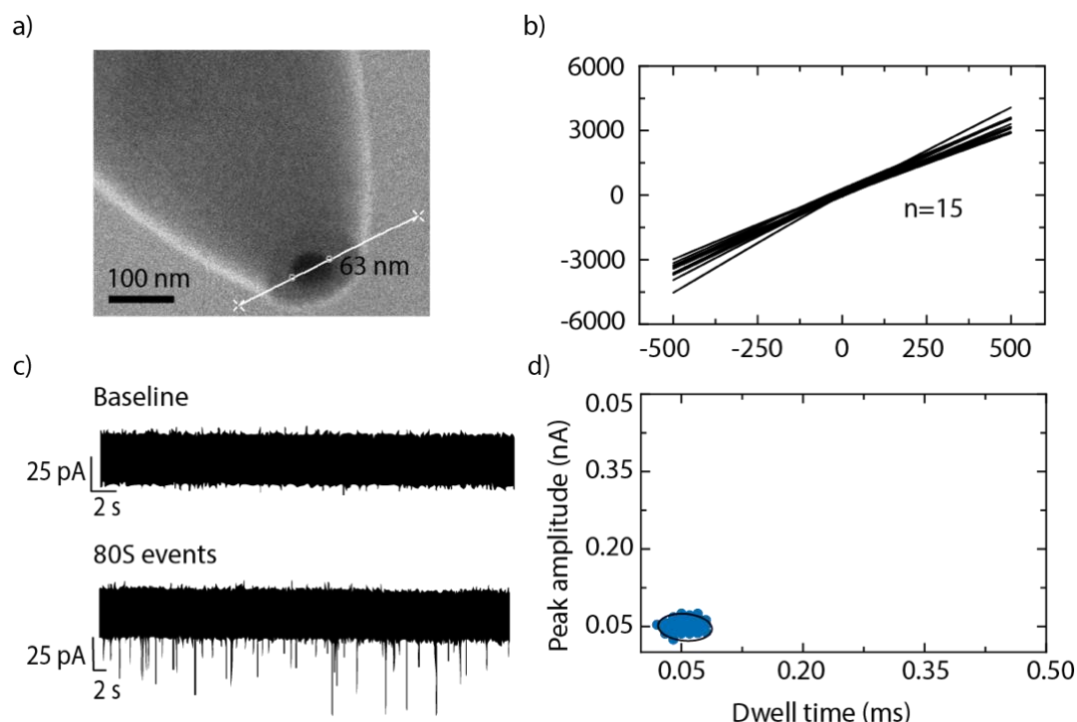 a)
100 nm
63 nm
b)
6000
3000
0
-3000
-6000
n=15
-500 -250 0 250 500
c)
Baseline
25 pA
2 s
80S events
25 pA
2 s
d)
Peak amplitude (nA)
0.05
0.35
0.20
0.05
0.05 0.20 0.35 0.50
Dwell time (ms)